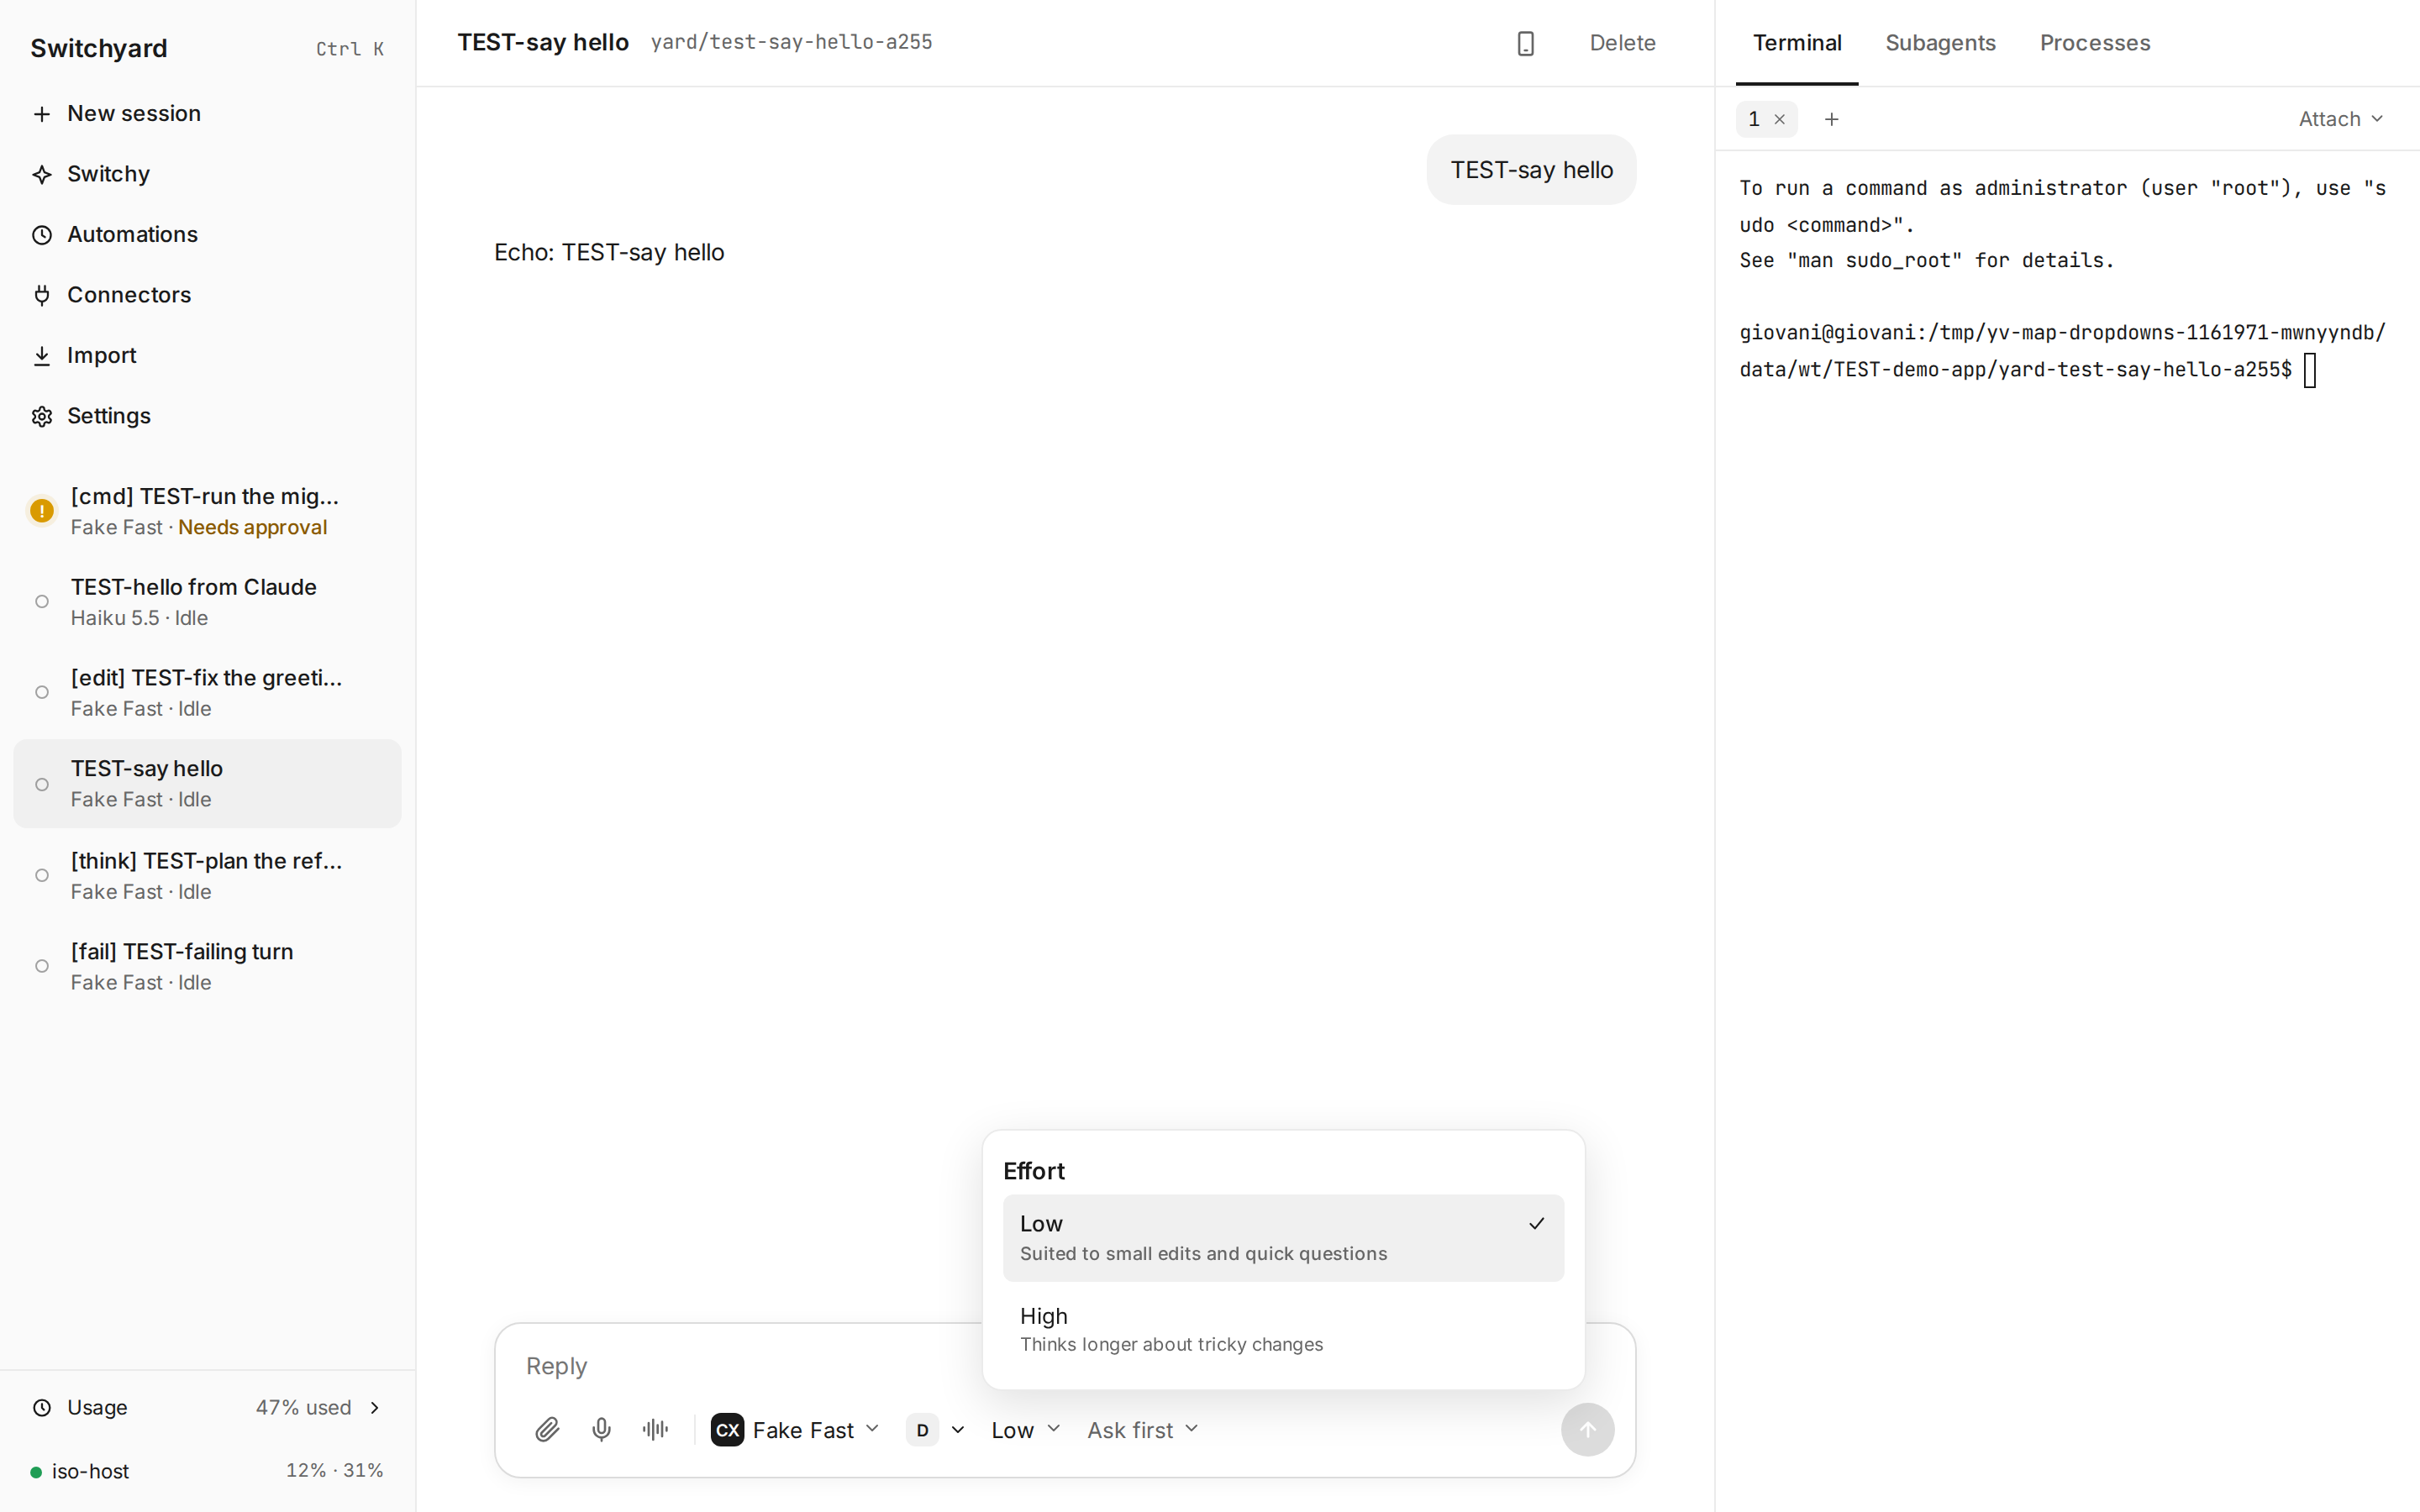 Switchyard
Ctrl K
New session
Switchy
Automations
Connectors
Import
Settings
[cmd] TEST-run the mig...
Fake Fast · Needs approval
TEST-hello from Claude
Haiku 5.5 · Idle
[edit] TEST-fix the greeti...
Fake Fast · Idle
TEST-say hello
Fake Fast · Idle
[think] TEST-plan the ref...
Fake Fast · Idle
[fail] TEST-failing turn
Fake Fast · Idle
Usage
47% used
iso-host
12% · 31%
TEST-say hello
yard/test-say-hello-a255
Delete
TEST-say hello
Echo: TEST-say hello
Effort
Low
Suited to small edits and quick questions
High
Thinks longer about tricky changes
Reply
CX
Fake Fast
D
Low
Ask first
Terminal
Subagents
Processes
1
Attach
To run a command as administrator (user "root"), use "s
udo <command>".
See "man sudo_root" for details.
giovani@giovani:/tmp/yv-map-dropdowns-1161971-mwnyyndb/
data/wt/TEST-demo-app/yard-test-say-hello-a255$